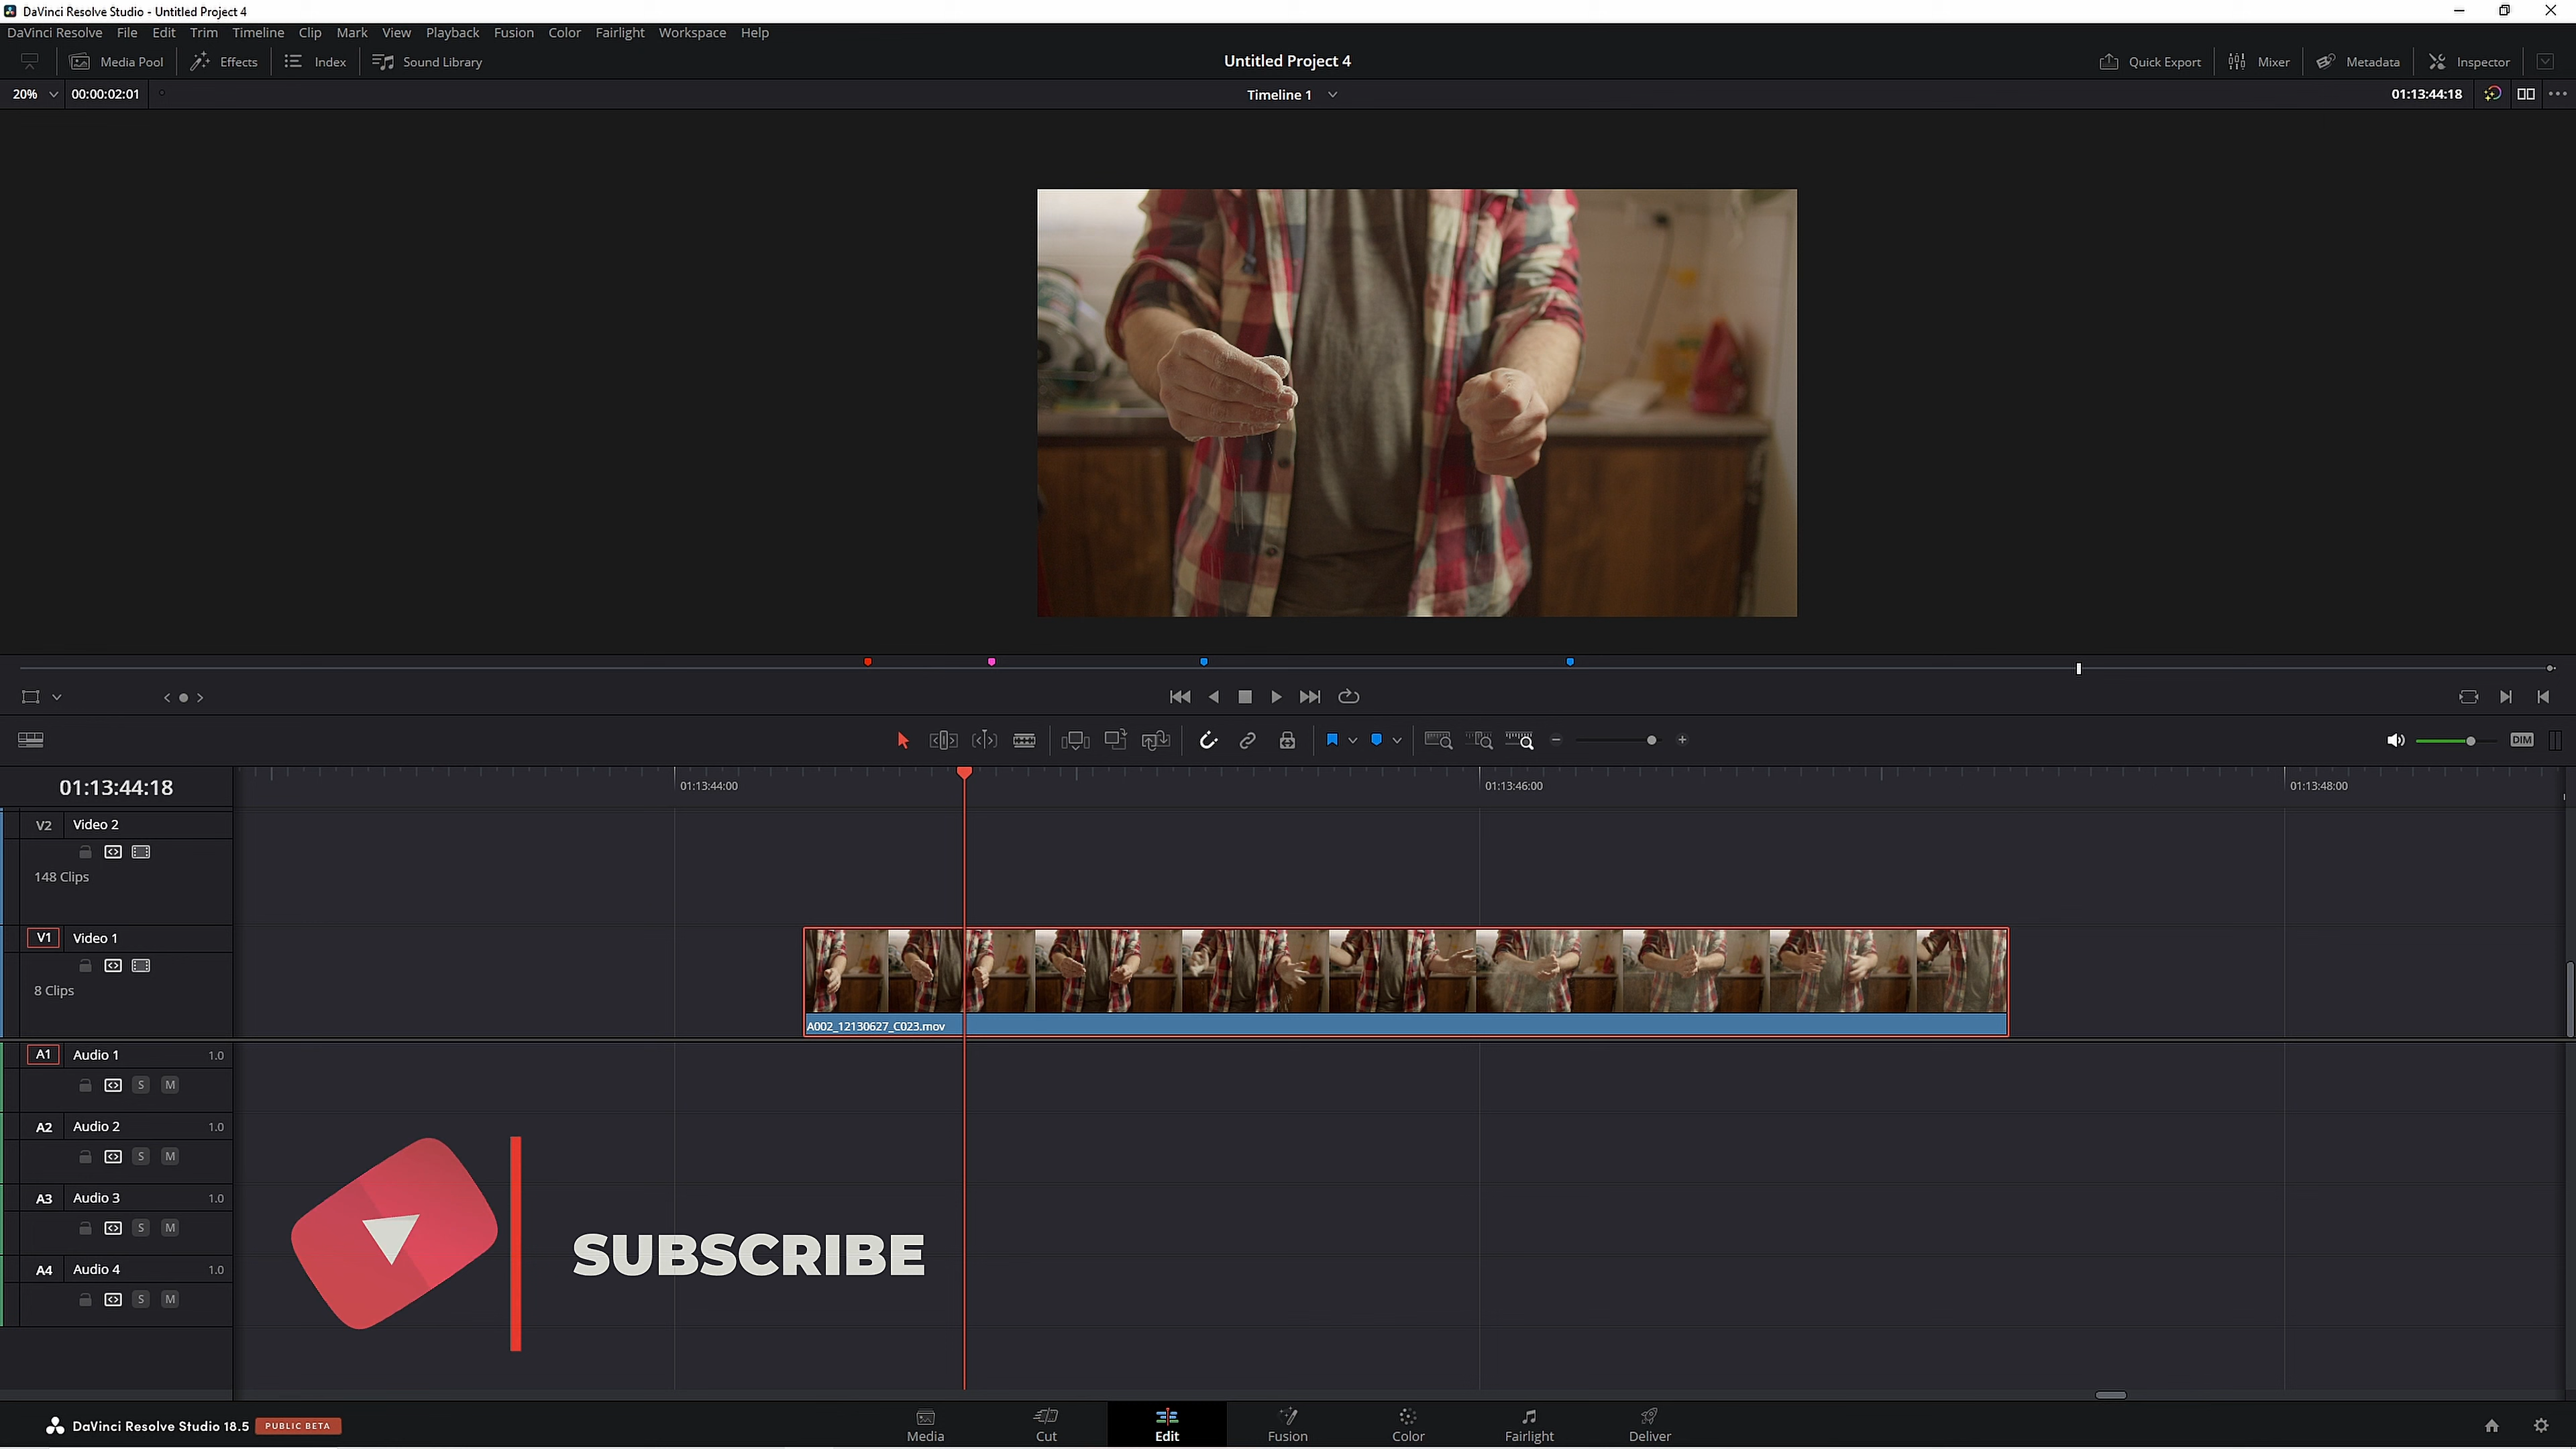 DaVinci Resolve Studio - Untitled Project 4
DaVinci Resolve File Edit Trim Timeline Clip Mark View Playback Fusion Color Fairlight Workspace Help
Media Pool Effects Index Sound Library Untitled Project 4 Quick Export Mixer Metadata Inspector
20% 00:00:02:01 Timeline 1 01:13:44:18
DIM
01:13:44:18 01:13:44:00 01:13:46:00 01:13:48:00
V2 Video 2
148 Clips
V1 Video 1
8 Clips
A002_12130627_C023.mov
A1 Audio 1 1.0
S M
A2 Audio 2 1.0
S M
A3 Audio 3 1.0
S M
SUBSCRIBE
A4 Audio 4 1.0
S M
DaVinci Resolve Studio 18.5 PUBLIC BETA
Media Cut Edit Fusion Color Fairlight Deliver